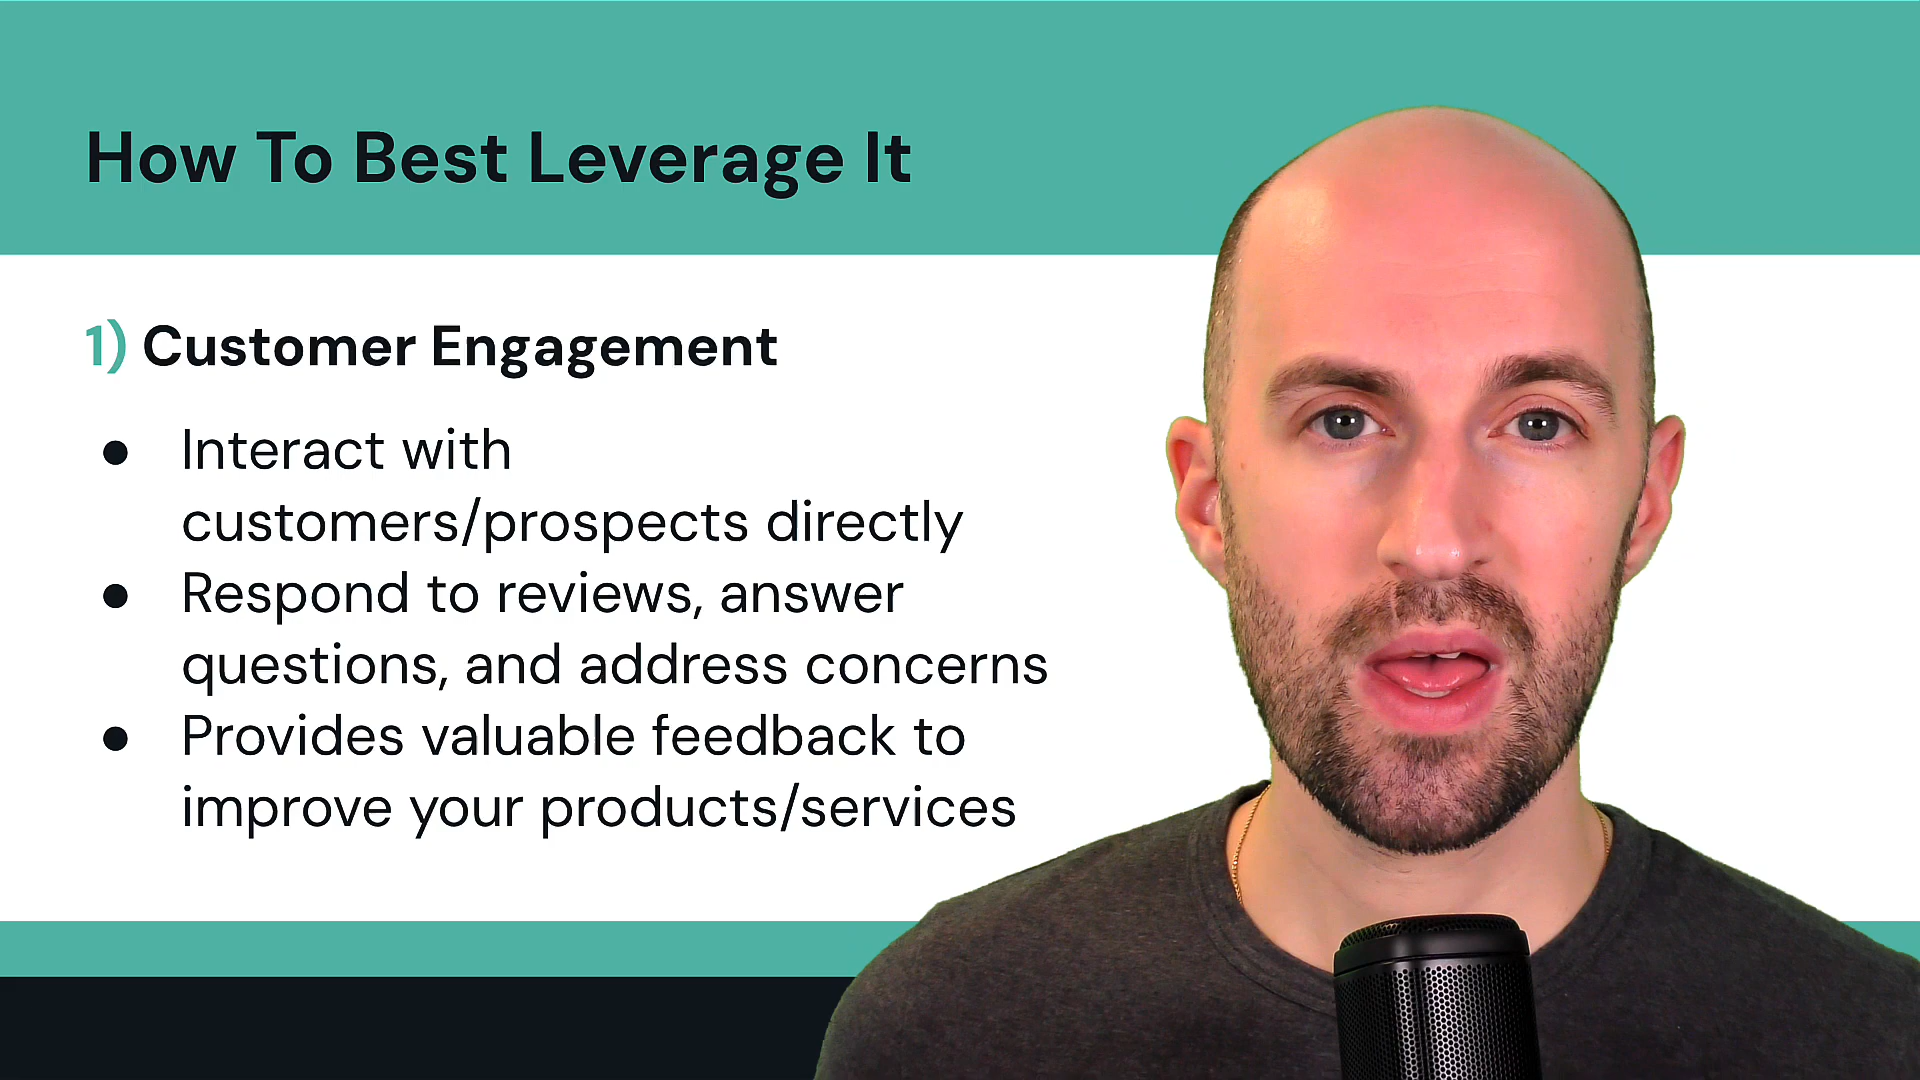 How To Best Leverage It
1) Customer Engagement
● Interact with
customers/prospects directly
● Respond to reviews, answer
questions, and address concerns
● Provides valuable feedback to
improve your products/services